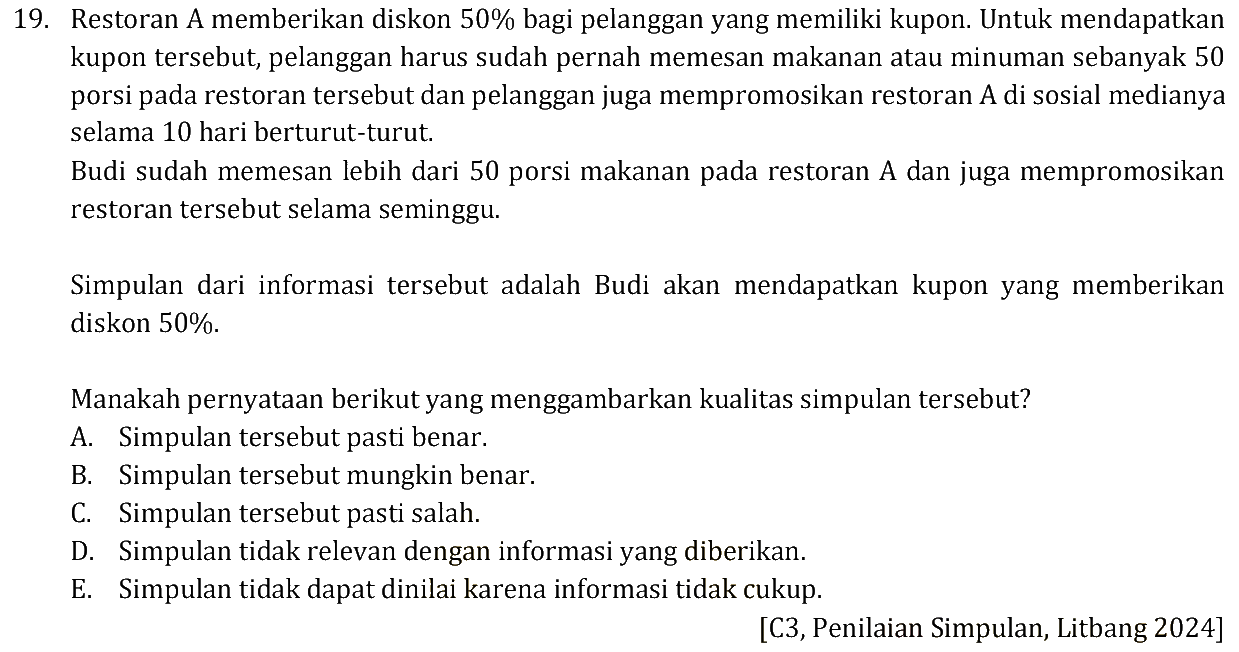 19. Restoran A memberikan diskon 50% bagi pelanggan yang memiliki kupon. Untuk mendapatkan
kupon tersebut, pelanggan harus sudah pernah memesan makanan atau minuman sebanyak 50
porsi pada restoran tersebut dan pelanggan juga mempromosikan restoran A di sosial medianya
selama 10 hari berturut-turut.
Budi sudah memesan lebih dari 50 porsi makanan pada restoran A dan juga mempromosikan
restoran tersebut selama seminggu.
Simpulan dari informasi tersebut adalah Budi akan mendapatkan kupon yang memberikan
diskon 50%.
Manakah pernyataan berikut yang menggambarkan kualitas simpulan tersebut?
A. Simpulan tersebut pasti benar.
B. Simpulan tersebut mungkin benar.
C. Simpulan tersebut pasti salah.
D. Simpulan tidak relevan dengan informasi yang diberikan.
E. Simpulan tidak dapat dinilai karena informasi tidak cukup.
[C3, Penilaian Simpulan, Litbang 2024]